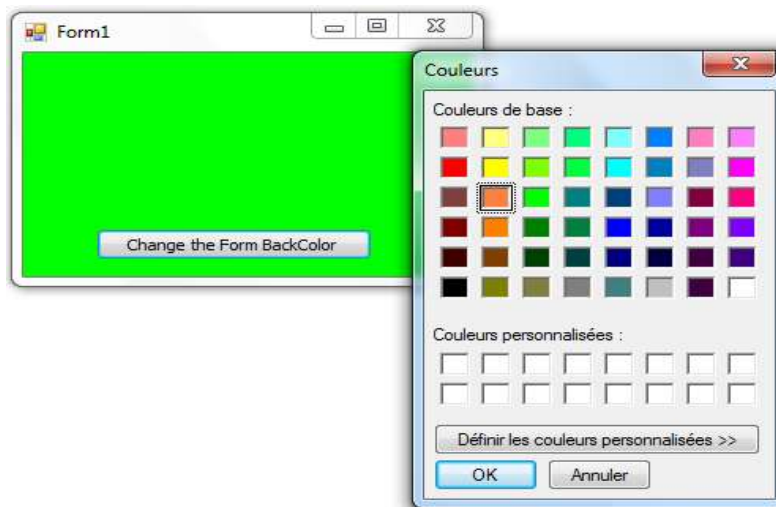 Form1
Change the Form BackColor
Couleurs
Couleurs de base :
Couleurs personnalisées :
Définir les couleurs personnalisées >>
OK
Annuler